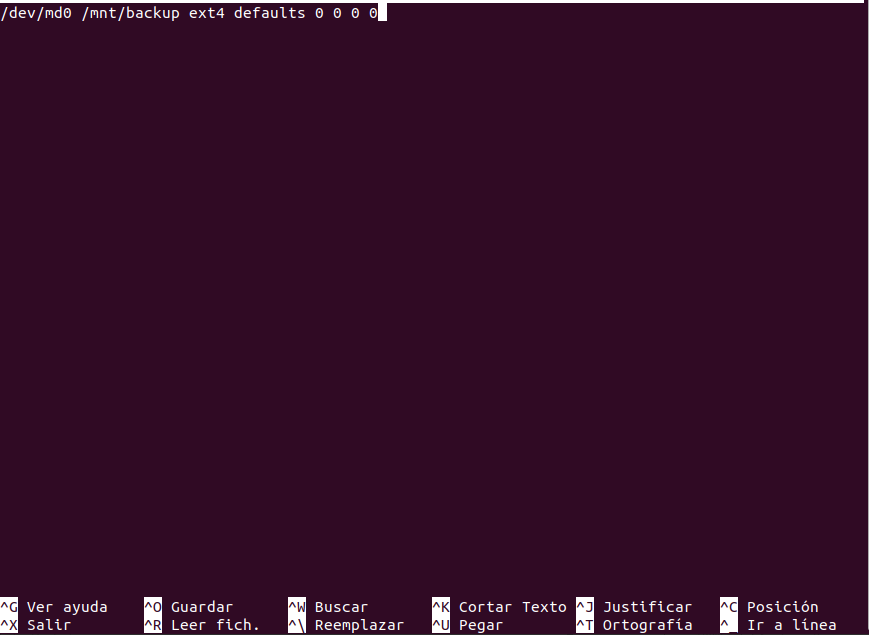 /dev/md0 /mnt/backup ext4 defaults 0 0 0 0
^G Ver ayuda ^O Guardar ^W Buscar ^K Cortar Texto ^J Justificar ^C Posición
^X Salir ^R Leer fich. ^\ Reemplazar ^U Pegar ^T Ortografía ^_ Ir a línea